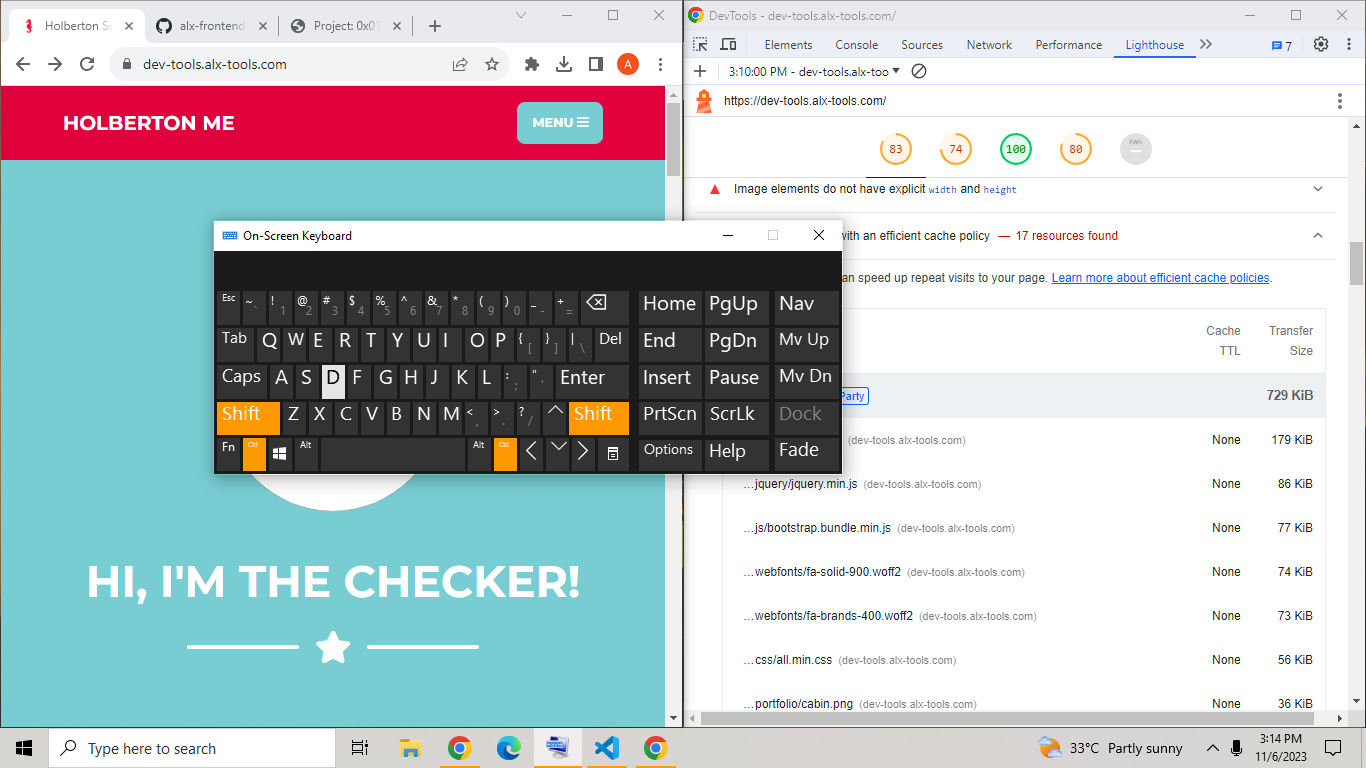 Holberton Sc
alx-frontend
Project: 0x01
dev-tools.alx-tools.com
A
HOLBERTON ME
MENU
HI, I'M THE CHECKER!
DevTools - dev-tools.alx-tools.com/
Elements Console Sources Network Performance Lighthouse 7
3:10:00 PM - dev-tools.alx-too
https://dev-tools.alx-tools.com/
83 74 100 80 PWA
Image elements do not have explicit width and height
with an efficient cache policy — 17 resources found
an speed up repeat visits to your page. Learn more about efficient cache policies.
Cache TTL
Transfer Size
Party 729 KiB
(dev-tools.alx-tools.com) None 179 KiB
…jquery/jquery.min.js (dev-tools.alx-tools.com) None 86 KiB
…js/bootstrap.bundle.min.js (dev-tools.alx-tools.com) None 77 KiB
…webfonts/fa-solid-900.woff2 (dev-tools.alx-tools.com) None 74 KiB
…webfonts/fa-brands-400.woff2 (dev-tools.alx-tools.com) None 73 KiB
…css/all.min.css (dev-tools.alx-tools.com) None 56 KiB
…portfolio/cabin.png (dev-tools.alx-tools.com) None 36 KiB
On-Screen Keyboard
Esc ~ ` ! 1 @ 2 # 3 $ 4 % 5 ^ 6 & 7 * 8 ( 9 ) 0 _ - + = Home PgUp Nav
Tab Q W E R T Y U I O P { [ } ] | \ Del End PgDn Mv Up
Caps A S D F G H J K L : ; " ' Enter Insert Pause Mv Dn
Shift Z X C V B N M < , > . ? / Shift PrtScn ScrLk Dock
Fn Ctrl Alt Alt Ctrl Options Help Fade
Type here to search
33°C Partly sunny
3:14 PM
11/6/2023